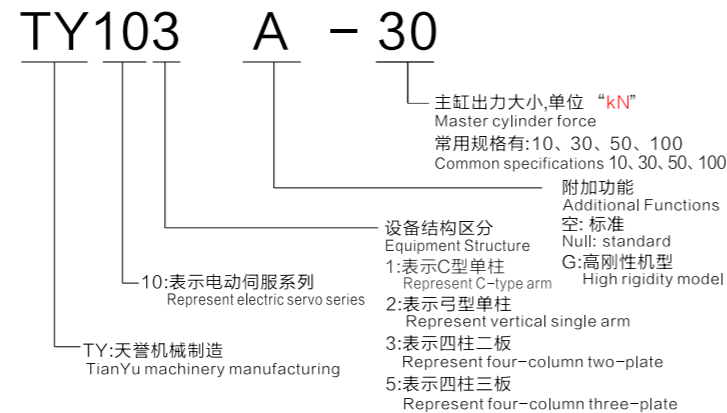 TY103 A - 30
主缸出力大小,单位 “kN”
Master cylinder force
常用规格有:10、30、50、100
Common specifications 10、30、50、100
附加功能
Additional Functions
空: 标准
Null: standard
G:高刚性机型
High rigidity model
设备结构区分
Equipment Structure
1:表示C型单柱
Represent C-type arm
2:表示弓型单柱
Represent vertical single arm
3:表示四柱二板
Represent four-column two-plate
5:表示四柱三板
Represent four-column three-plate
10:表示电动伺服系列
Represent electric servo series
TY:天誉机械制造
TianYu machinery manufacturing